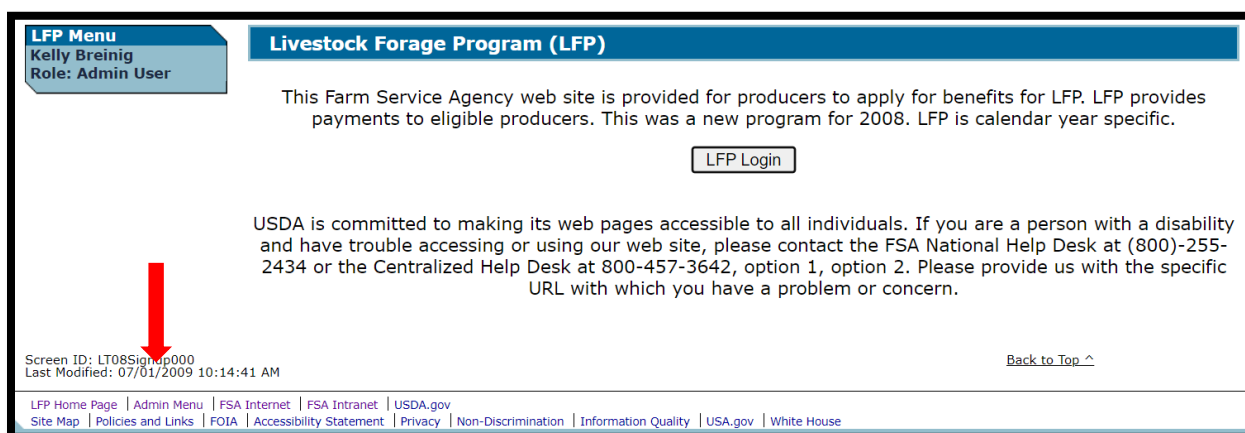 LFP Menu
Kelly Breinig
Role: Admin User
Livestock Forage Program (LFP)
This Farm Service Agency web site is provided for producers to apply for benefits for LFP. LFP provides
payments to eligible producers. This was a new program for 2008. LFP is calendar year specific.
LFP Login
USDA is committed to making its web pages accessible to all individuals. If you are a person with a disability
and have trouble accessing or using our web site, please contact the FSA National Help Desk at (800)-255-
2434 or the Centralized Help Desk at 800-457-3642, option 1, option 2. Please provide us with the specific
URL with which you have a problem or concern.
Screen ID: LT08Signup000
Back to Top ^
Last Modified: 07/01/2009 10:14:41 AM
LFP Home Page | Admin Menu | FSA Internet | FSA Intranet | USDA.gov
Site Map | Policies and Links | FOIA | Accessibility Statement | Privacy | Non-Discrimination | Information Quality | USA.gov | White House